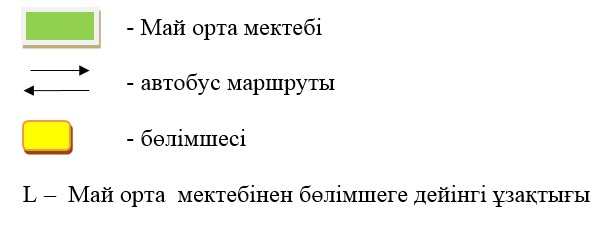 - Май орта мектебі
- автобус маршруты
- бөлімшесі
L – Май орта мектебінен бөлімшеге дейінгі ұзақтығы